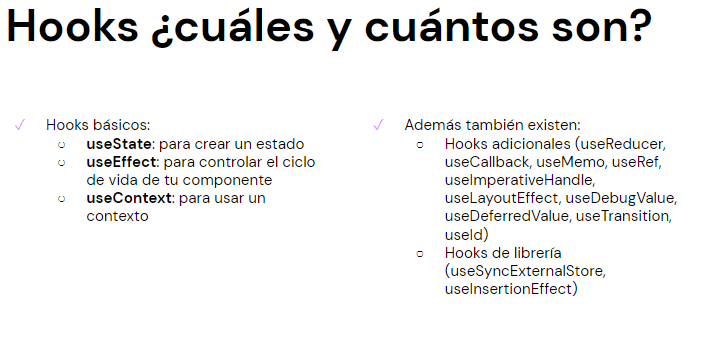 Hooks ¿cuáles y cuántos son?
✓ Hooks básicos:
○ useState: para crear un estado
○ useEffect: para controlar el ciclo
de vida de tu componente
○ useContext: para usar un
contexto
✓ Además también existen:
○ Hooks adicionales (useReducer,
useCallback, useMemo, useRef,
useImperativeHandle,
useLayoutEffect, useDebugValue,
useDeferredValue, useTransition,
useId)
○ Hooks de librería
(useSyncExternalStore,
useInsertionEffect)